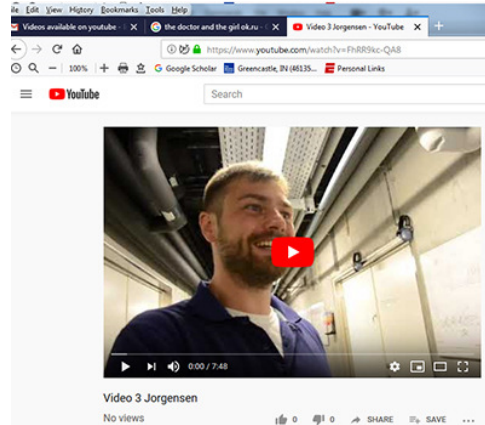 ile Edit View History Bookmarks Tools Help
Videos available on youtube - the doctor and the girl ok.ru - Video 3 Jorgensen - YouTube
https://www.youtube.com/watch?v=FhRR9kc-QA8
100% Google Scholar Greencastle, IN (46135... Personal Links
YouTube Search
0:00 / 7:48
Video 3 Jorgensen
No views 0 0 SHARE SAVE